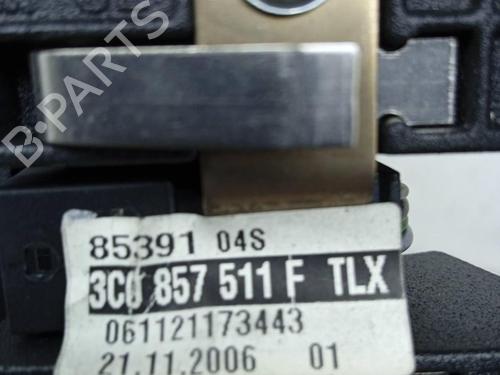 B-PARTS
85391 04S
3C0 857 511 F TLX
061121173443
21.11.2006 01